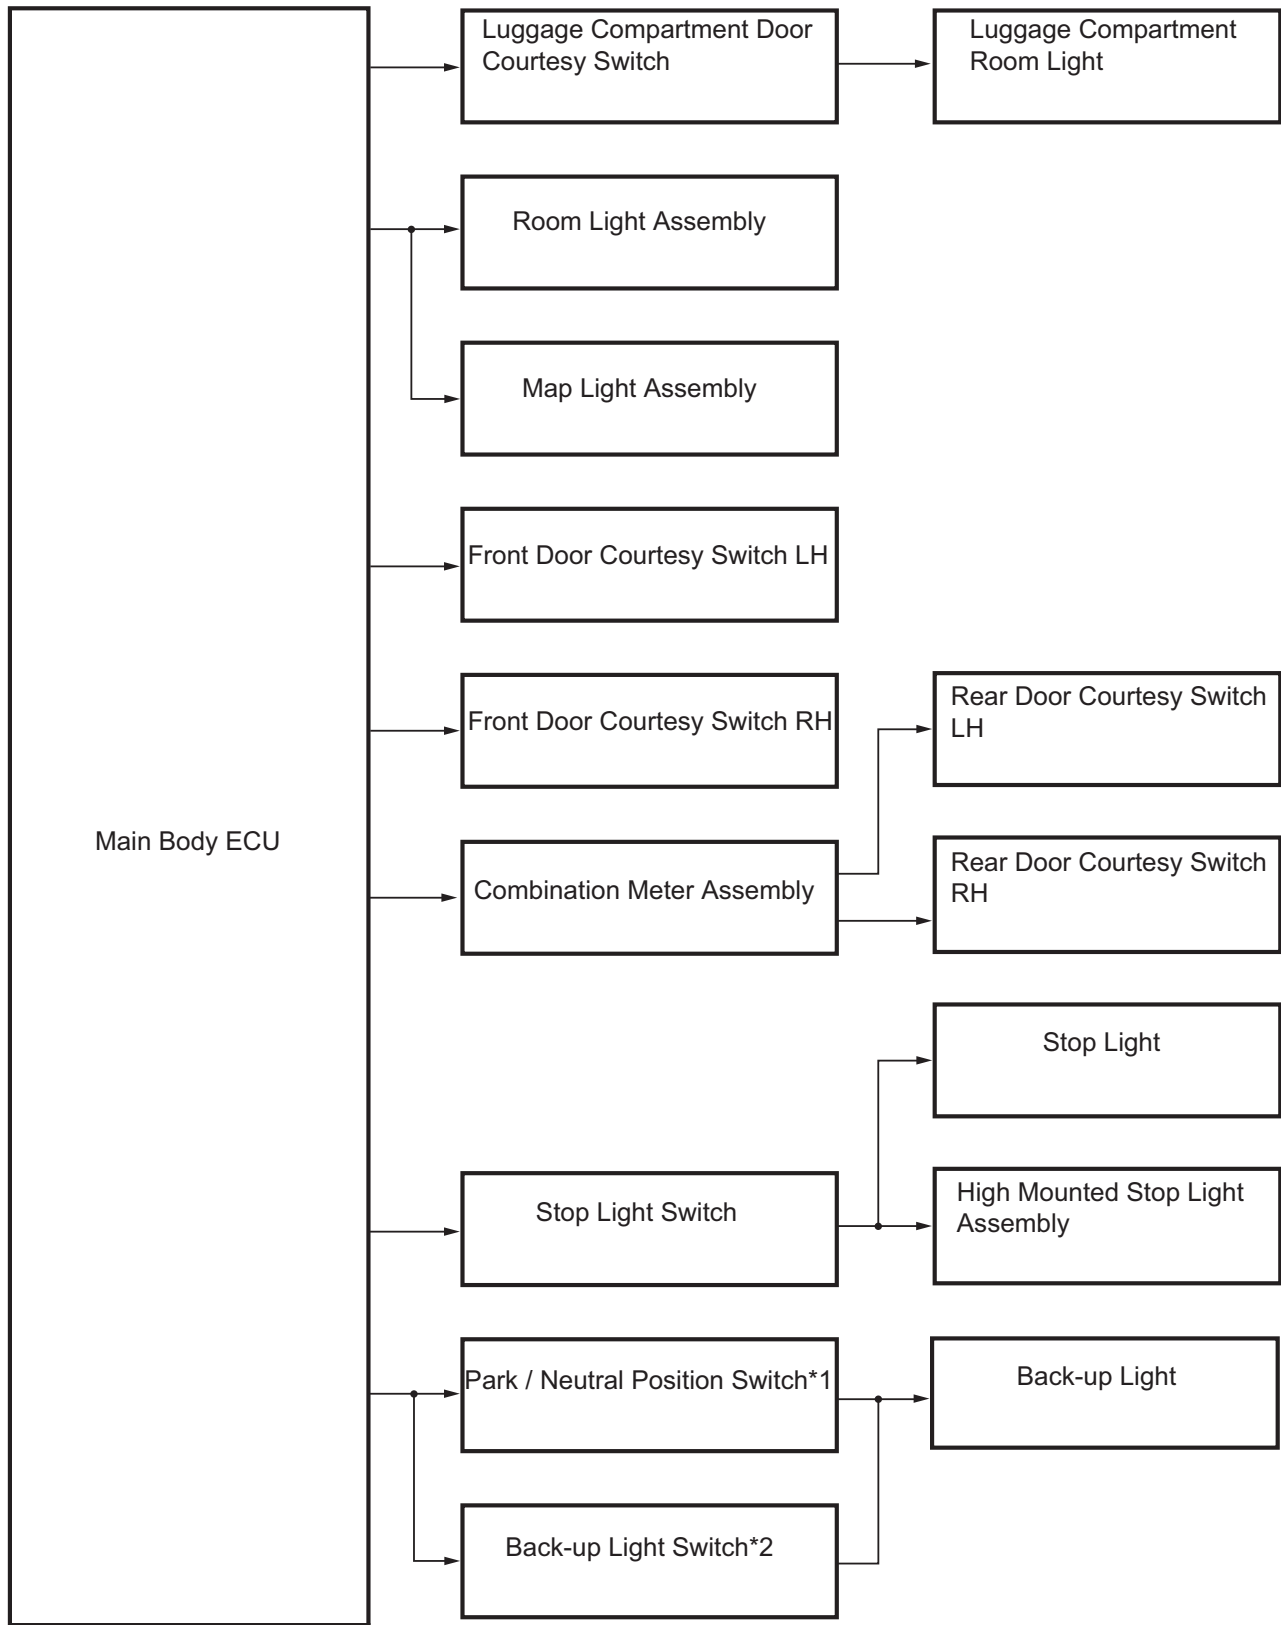 Luggage Compartment Door
Courtesy Switch
Luggage Compartment
Room Light
Room Light Assembly
Map Light Assembly
Front Door Courtesy Switch LH
Front Door Courtesy Switch RH
Rear Door Courtesy Switch
LH
Main Body ECU
Combination Meter Assembly
Rear Door Courtesy Switch
RH
Stop Light
Stop Light Switch
High Mounted Stop Light
Assembly
Park / Neutral Position Switch*1
Back-up Light
Back-up Light Switch*2